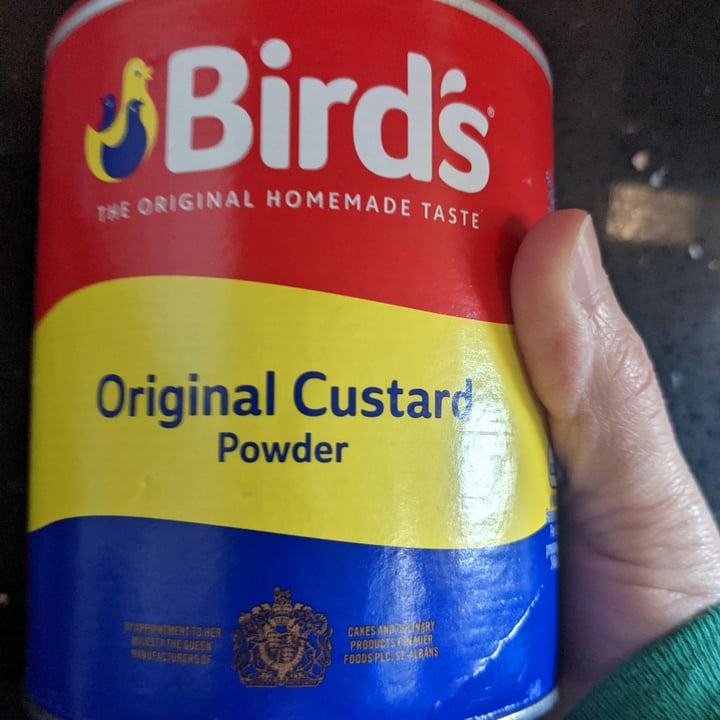 Bird's®
THE ORIGINAL HOMEMADE TASTE
Original Custard
Powder
BY APPOINTMENT TO HER
MAJESTY THE QUEEN
MANUFACTURERS OF
CAKES AND CULINARY
PRODUCTS PREMIER
FOODS PLC, ST ALBANS